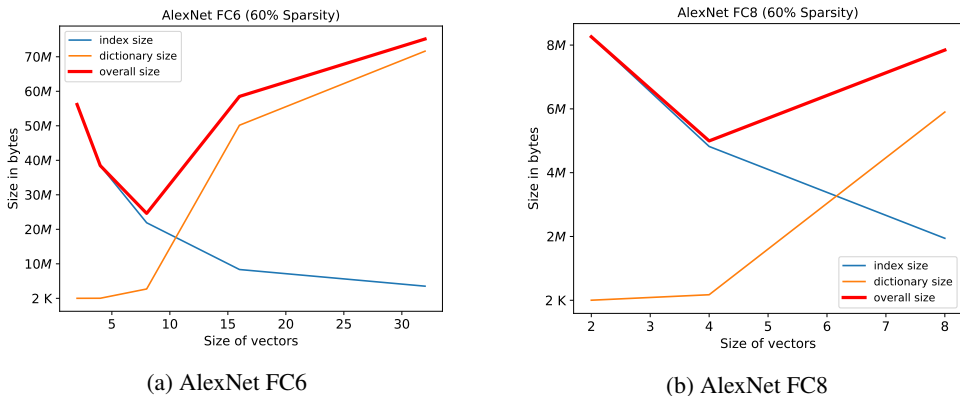 AlexNet FC6 (60% Sparsity)
index size
dictionary size
overall size
Size in bytes
70M
60M
50M
40M
30M
20M
10M
2 K
5 10 15 20 25 30
Size of vectors
(a) AlexNet FC6
AlexNet FC8 (60% Sparsity)
Size in bytes
8M
6M
4M
2M
2 K
index size
dictionary size
overall size
2 3 4 5 6 7 8
Size of vectors
(b) AlexNet FC8